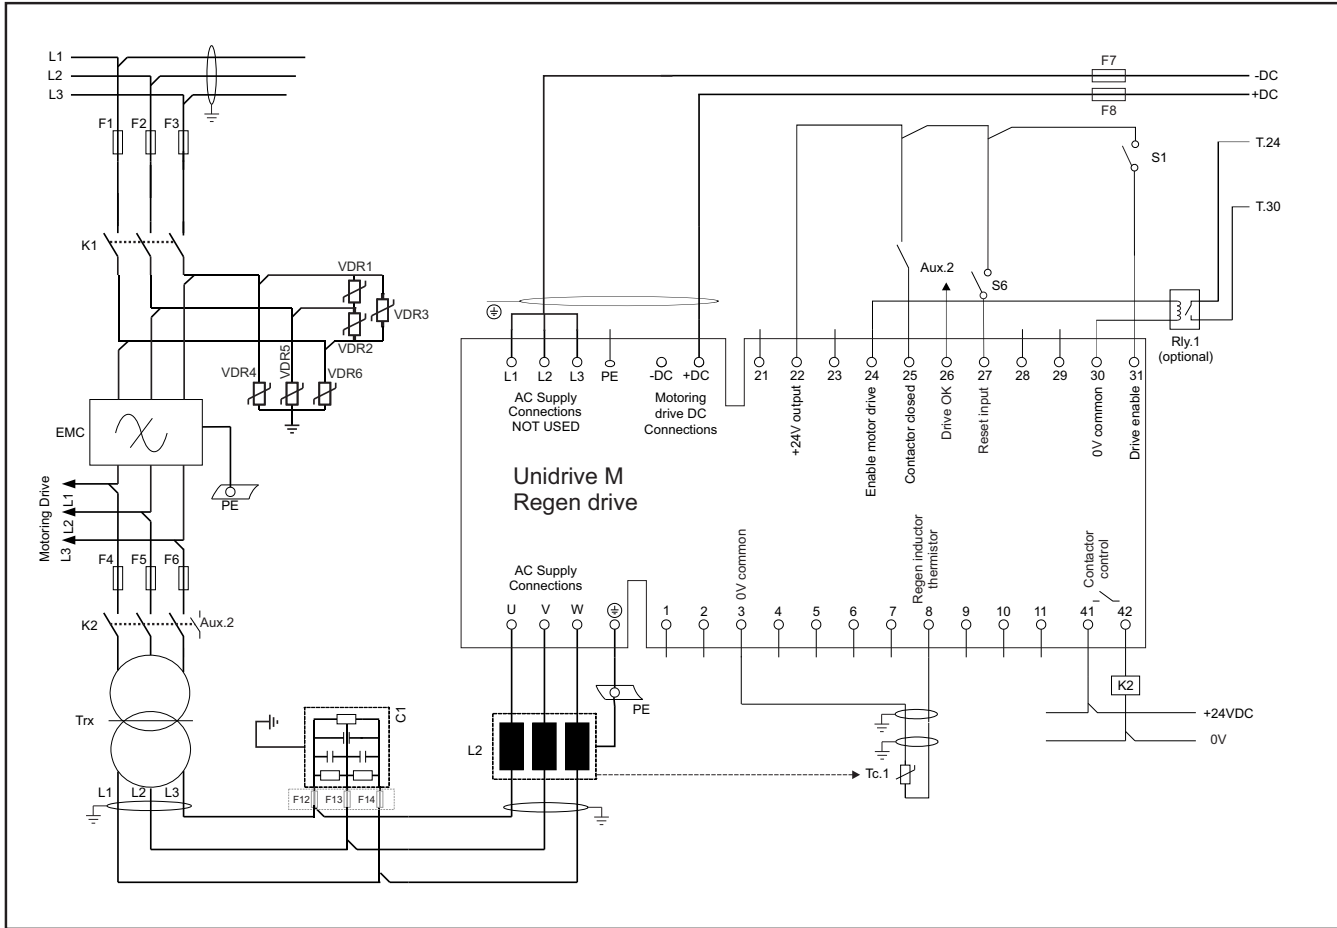 L1
L2
L3
F1 F2 F3
K1
VDR1
VDR3
VDR2
VDR4 VDR5 VDR6
EMC
PE
Motoring Drive
L1
L2
L3
F4 F5 F6
K2
Aux.2
Trx
L1 L2 L3
C1
F12 F13 F14
L2
PE
F7
-DC
+DC
F8
T.24
S1
T.30
Aux.2
S6
Rly.1
(optional)
L1 L2 L3 PE
-DC +DC
21 22 23 24 25 26 27 28 29 30 31
AC Supply
Connections
NOT USED
Motoring
drive DC
Connections
+24V output
Enable motor drive
Contactor closed
Drive OK
Reset input
0V common
Drive enable
Unidrive M
Regen drive
AC Supply
Connections
U V W
0V common
Regen inductor
thermistor
Contactor
control
1 2 3 4 5 6 7 8 9 10 11 41 42
K2
+24VDC
0V
Tc.1